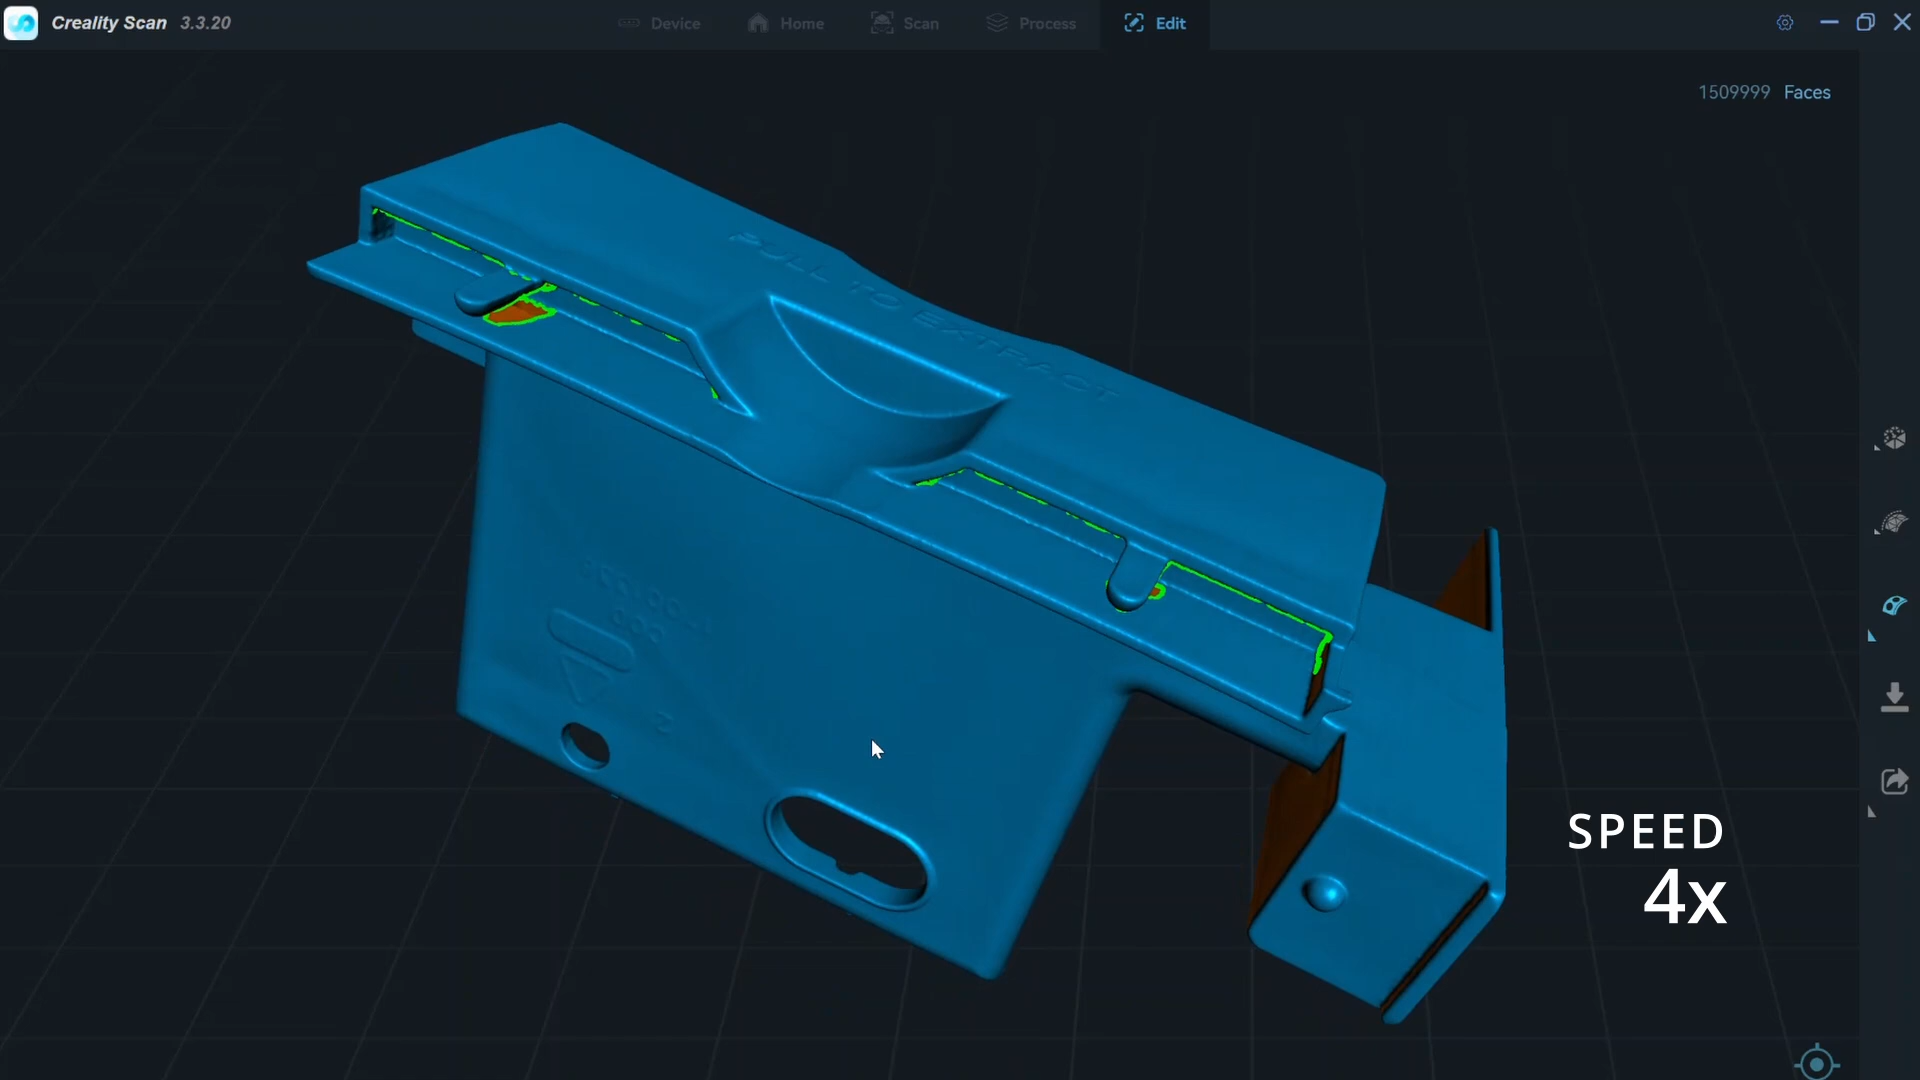 Creality Scan 3.3.20
Device
Home
Scan
Process
Edit
1509999 Faces
PULL TO EXTRACT
SPEED
4x